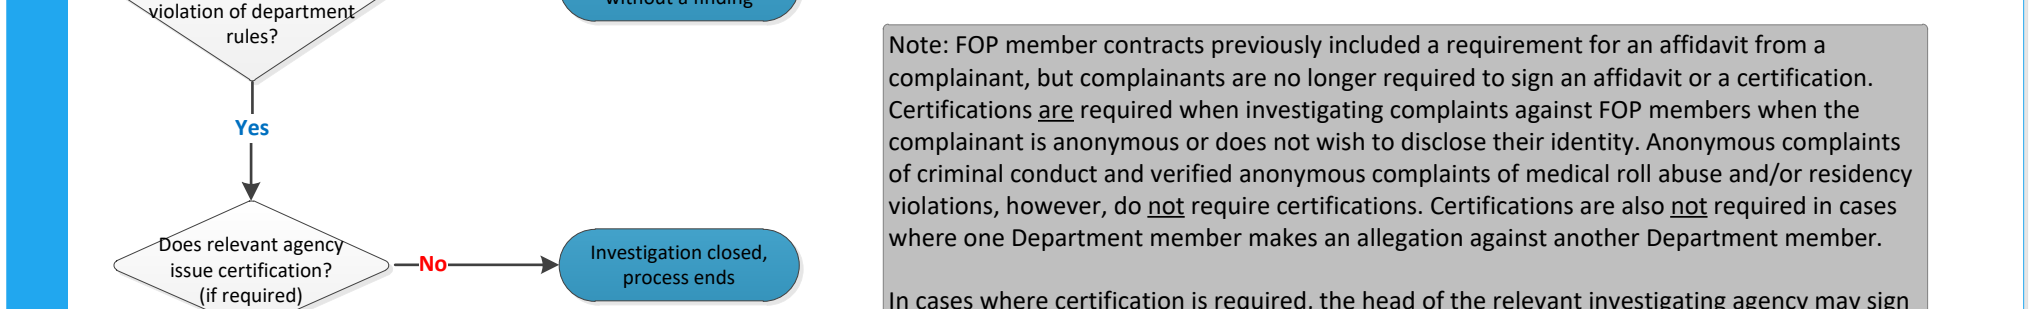 violation of department
rules?
without a finding
Yes
Does relevant agency
issue certification?
(if required)
No
Investigation closed,
process ends
Note: FOP member contracts previously included a requirement for an affidavit from a
complainant, but complainants are no longer required to sign an affidavit or a certification.
Certifications are required when investigating complaints against FOP members when the
complainant is anonymous or does not wish to disclose their identity. Anonymous complaints
of criminal conduct and verified anonymous complaints of medical roll abuse and/or residency
violations, however, do not require certifications. Certifications are also not required in cases
where one Department member makes an allegation against another Department member.
In cases where certification is required, the head of the relevant investigating agency may sign